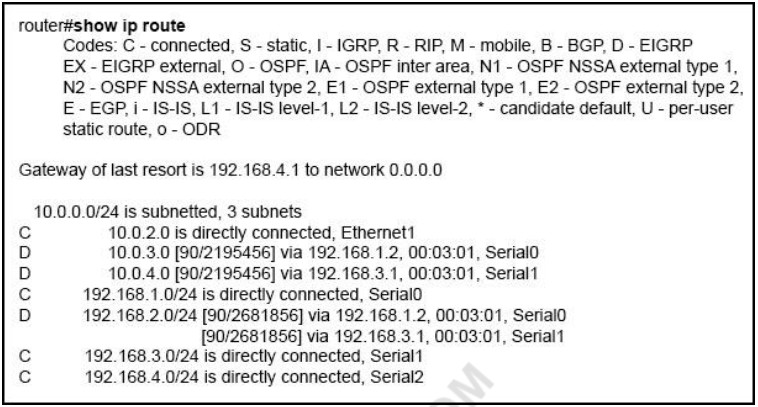 router#show ip route
Codes: C - connected, S - static, I - IGRP, R - RIP, M - mobile, B - BGP, D - EIGRP
EX - EIGRP external, O - OSPF, IA - OSPF inter area, N1 - OSPF NSSA external type 1,
N2 - OSPF NSSA external type 2, E1 - OSPF external type 1, E2 - OSPF external type 2,
E - EGP, i - IS-IS, L1 - IS-IS level-1, L2 - IS-IS level-2, * - candidate default, U - per-user
static route, o - ODR
Gateway of last resort is 192.168.4.1 to network 0.0.0.0
10.0.0.0/24 is subnetted, 3 subnets
C 10.0.2.0 is directly connected, Ethernet1
D 10.0.3.0 [90/2195456] via 192.168.1.2, 00:03:01, Serial0
D 10.0.4.0 [90/2195456] via 192.168.3.1, 00:03:01, Serial1
C 192.168.1.0/24 is directly connected, Serial0
D 192.168.2.0/24 [90/2681856] via 192.168.1.2, 00:03:01, Serial0
[90/2681856] via 192.168.3.1, 00:03:01, Serial1
C 192.168.3.0/24 is directly connected, Serial1
C 192.168.4.0/24 is directly connected, Serial2